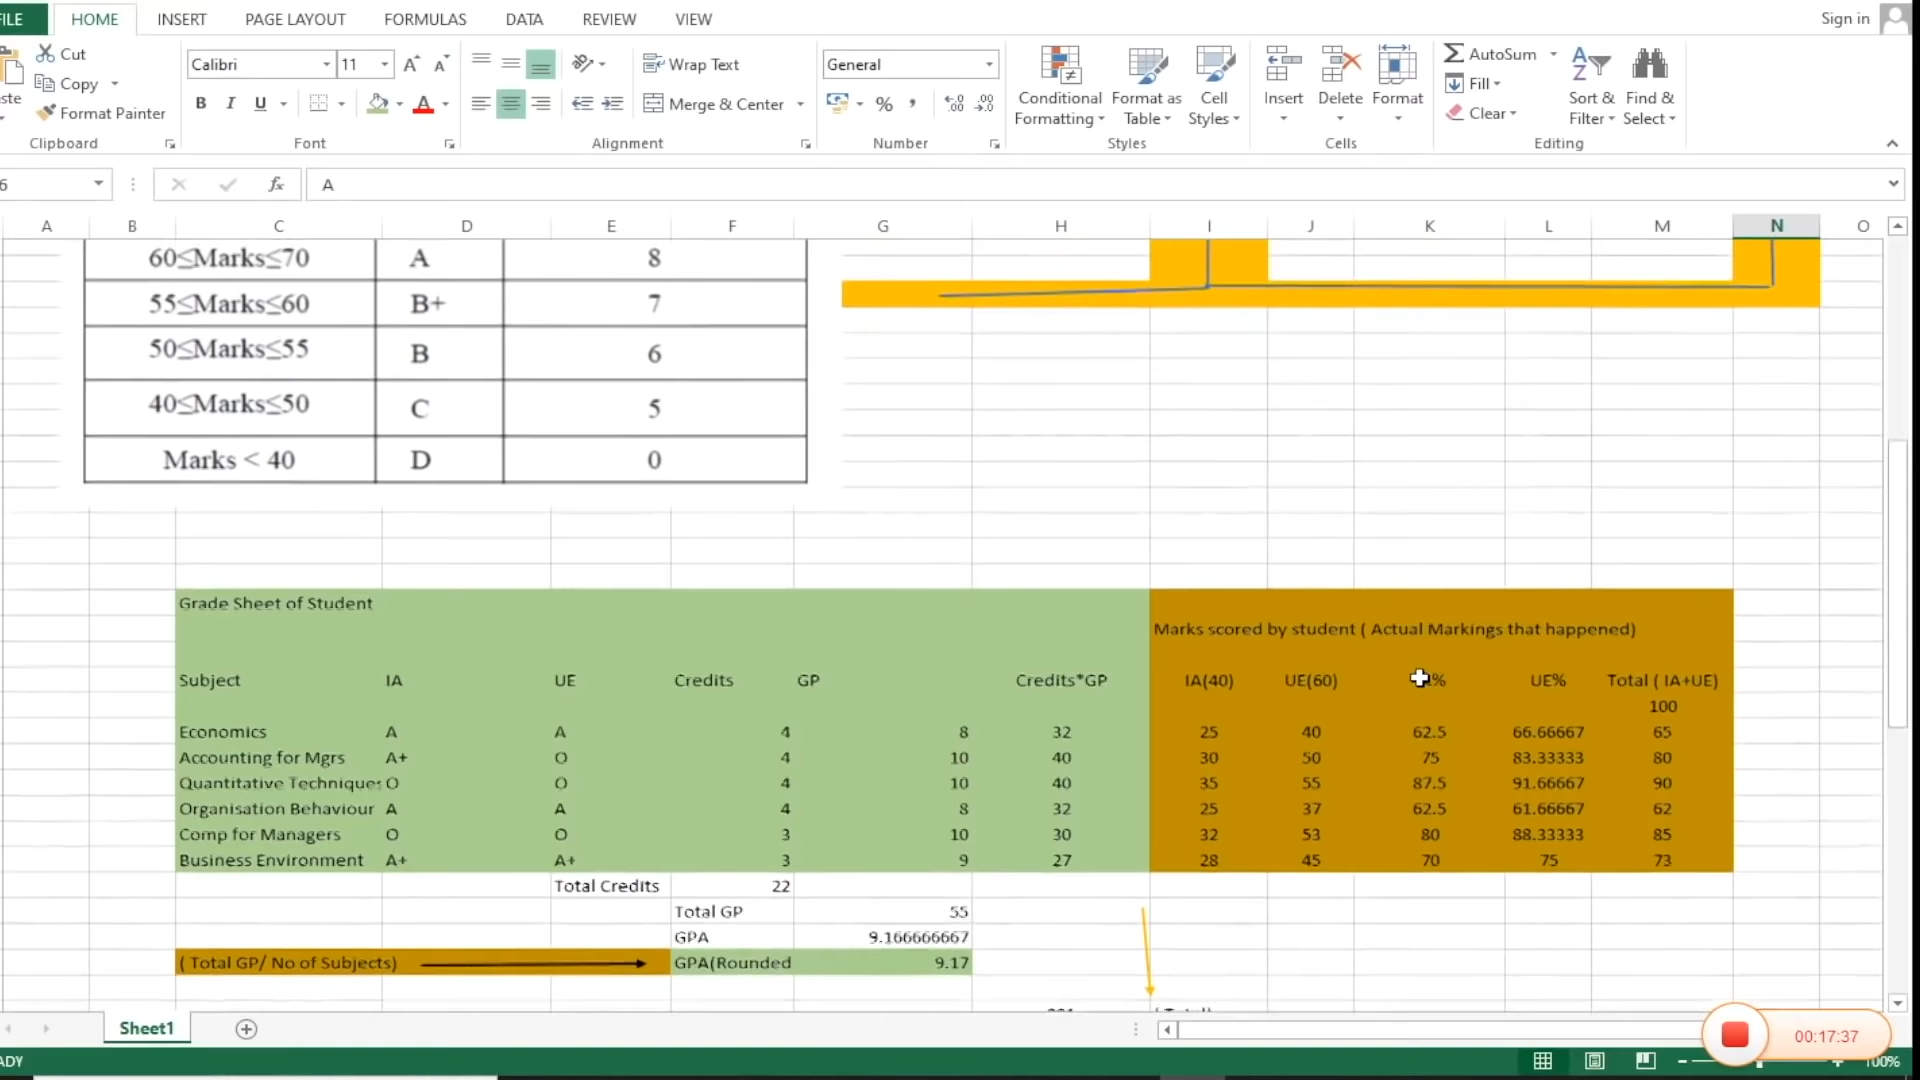 FILE HOME INSERT PAGE LAYOUT FORMULAS DATA REVIEW VIEW Sign in
Cut
Copy
Format Painter
Clipboard
Calibri 11
B I U
Font
Wrap Text
Merge & Center
Alignment
General
%
Number
Conditional Formatting
Format as Table
Cell Styles
Styles
Insert
Delete
Format
Cells
AutoSum
Fill
Clear
Sort & Filter
Find & Select
Editing
6 fx A
A B C D E F G H I J K L M N O
60≤Marks≤70 A 8
55≤Marks≤60 B+ 7
50≤Marks≤55 B 6
40≤Marks≤50 C 5
Marks < 40 D 0
Grade Sheet of Student
Marks scored by student ( Actual Markings that happened)
Subject IA UE Credits GP Credits*GP IA(40) UE(60) % UE% Total ( IA+UE)
100
Economics A A 4 8 32 25 40 62.5 66.66667 65
Accounting for Mgrs A+ O 4 10 40 30 50 75 83.33333 80
Quantitative Techniques O O 4 10 40 35 55 87.5 91.66667 90
Organisation Behaviour A A 4 8 32 25 37 62.5 61.66667 62
Comp for Managers O O 3 10 30 32 53 80 88.33333 85
Business Environment A+ A+ 3 9 27 28 45 70 75 73
Total Credits 22
Total GP 55
GPA 9.166666667
( Total GP/ No of Subjects) GPA(Rounded 9.17
Sheet1
00:17:37
100%